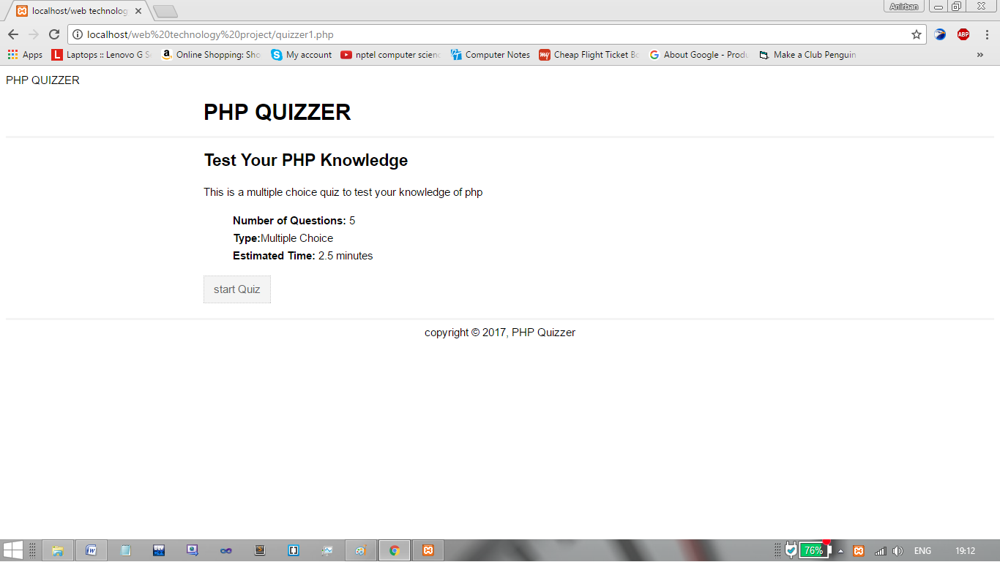 localhost/web technolog
Anirban
localhost/web%20technology%20project/quizzer1.php
ABP
Apps Laptops :: Lenovo G Se Online Shopping: Sho My account nptel computer scienc Computer Notes Cheap Flight Ticket Bo About Google - Produ Make a Club Penguin »
PHP QUIZZER
PHP QUIZZER
Test Your PHP Knowledge
This is a multiple choice quiz to test your knowledge of php
Number of Questions: 5
Type:Multiple Choice
Estimated Time: 2.5 minutes
start Quiz
copyright © 2017, PHP Quizzer
76% ENG 19:12